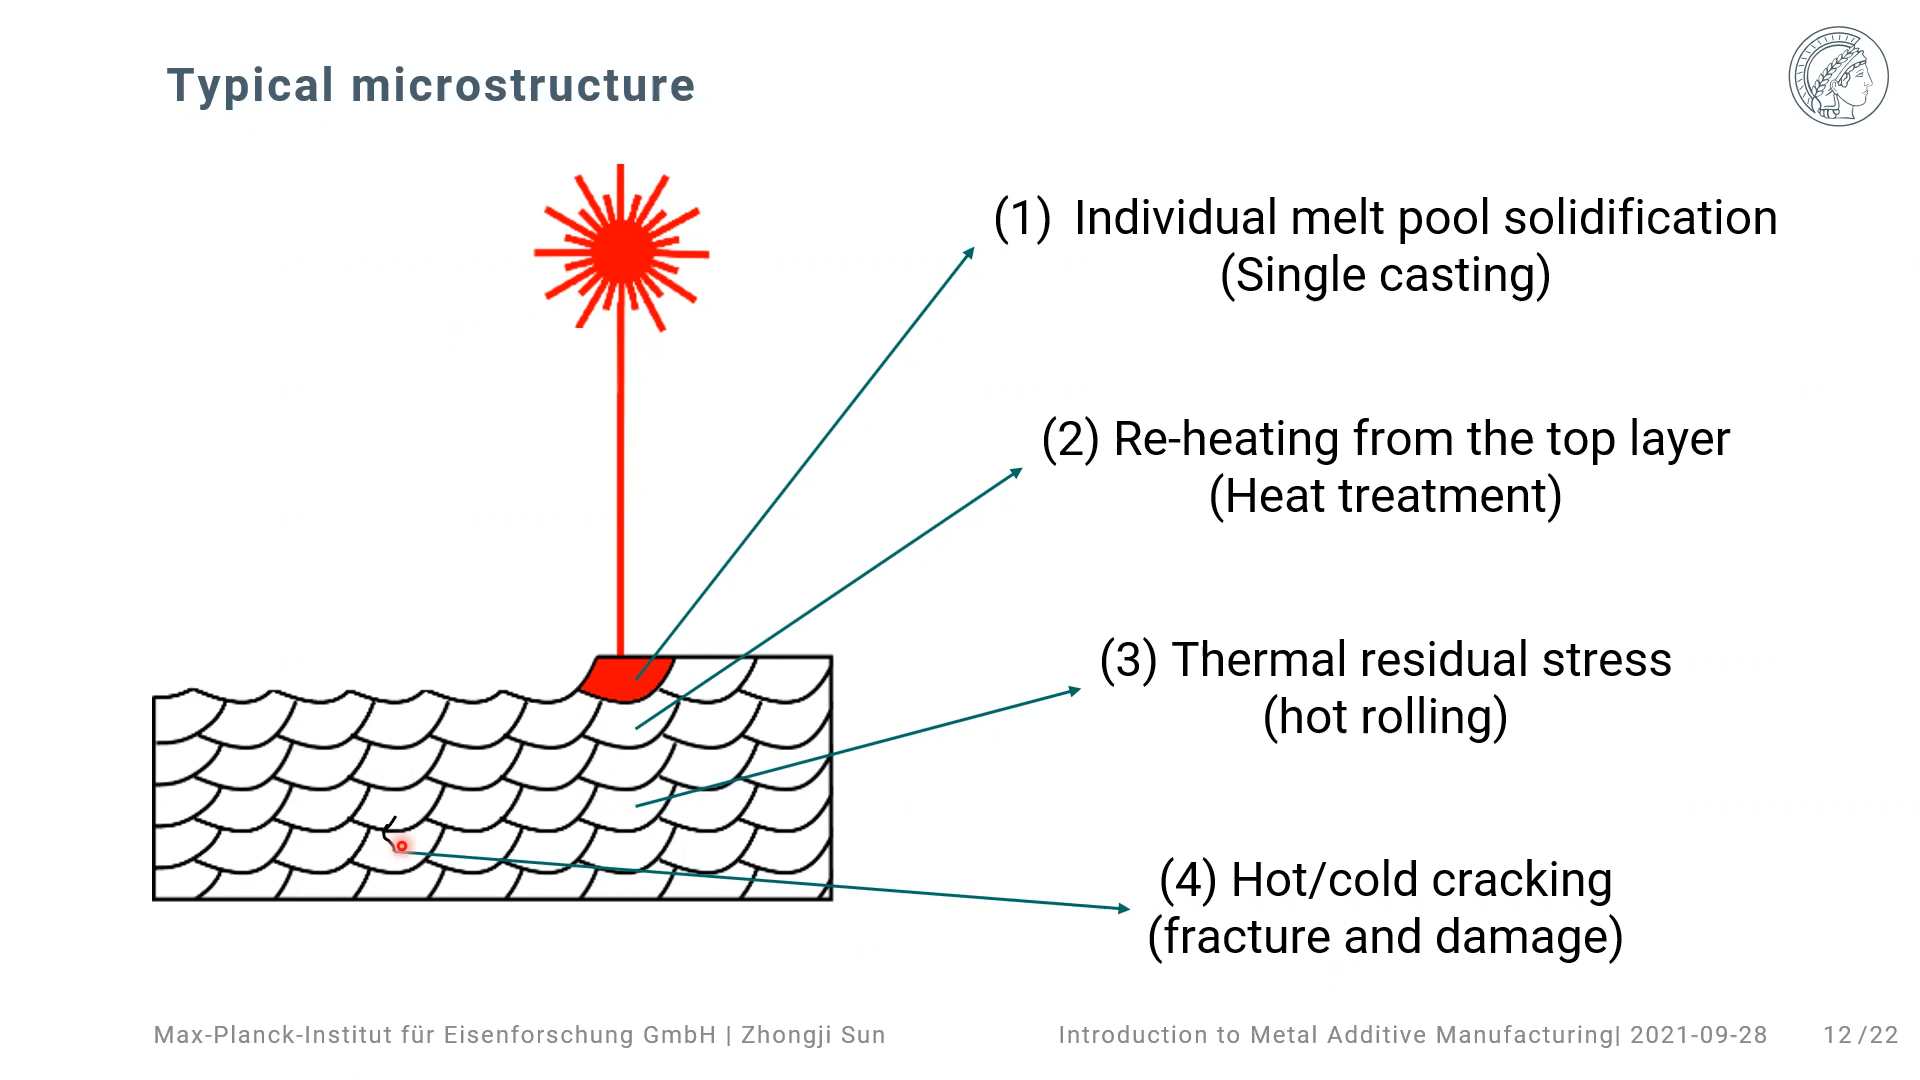 Typical microstructure
(1) Individual melt pool solidification
(Single casting)
(2) Re-heating from the top layer
(Heat treatment)
(3) Thermal residual stress
(hot rolling)
(4) Hot/cold cracking
(fracture and damage)
Max-Planck-Institut für Eisenforschung GmbH | Zhongji Sun
Introduction to Metal Additive Manufacturing| 2021-09-28
12/22